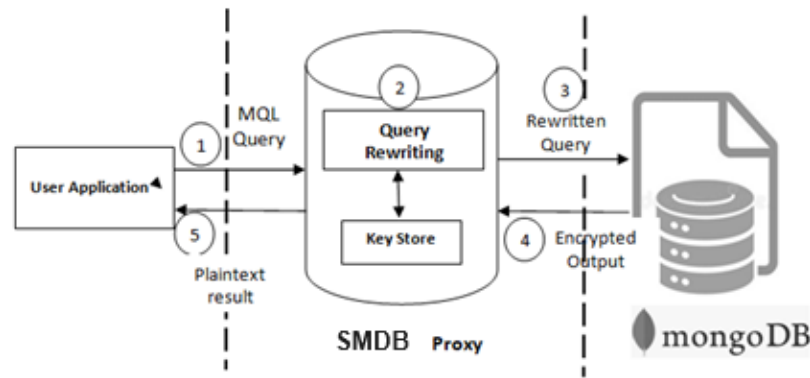 1
MQL
Query
2
Query
Rewriting
3
Rewritten
Query
User Application
5
Key Store
4
Encrypted
Output
Plaintext
result
SMDB Proxy
mongoDB